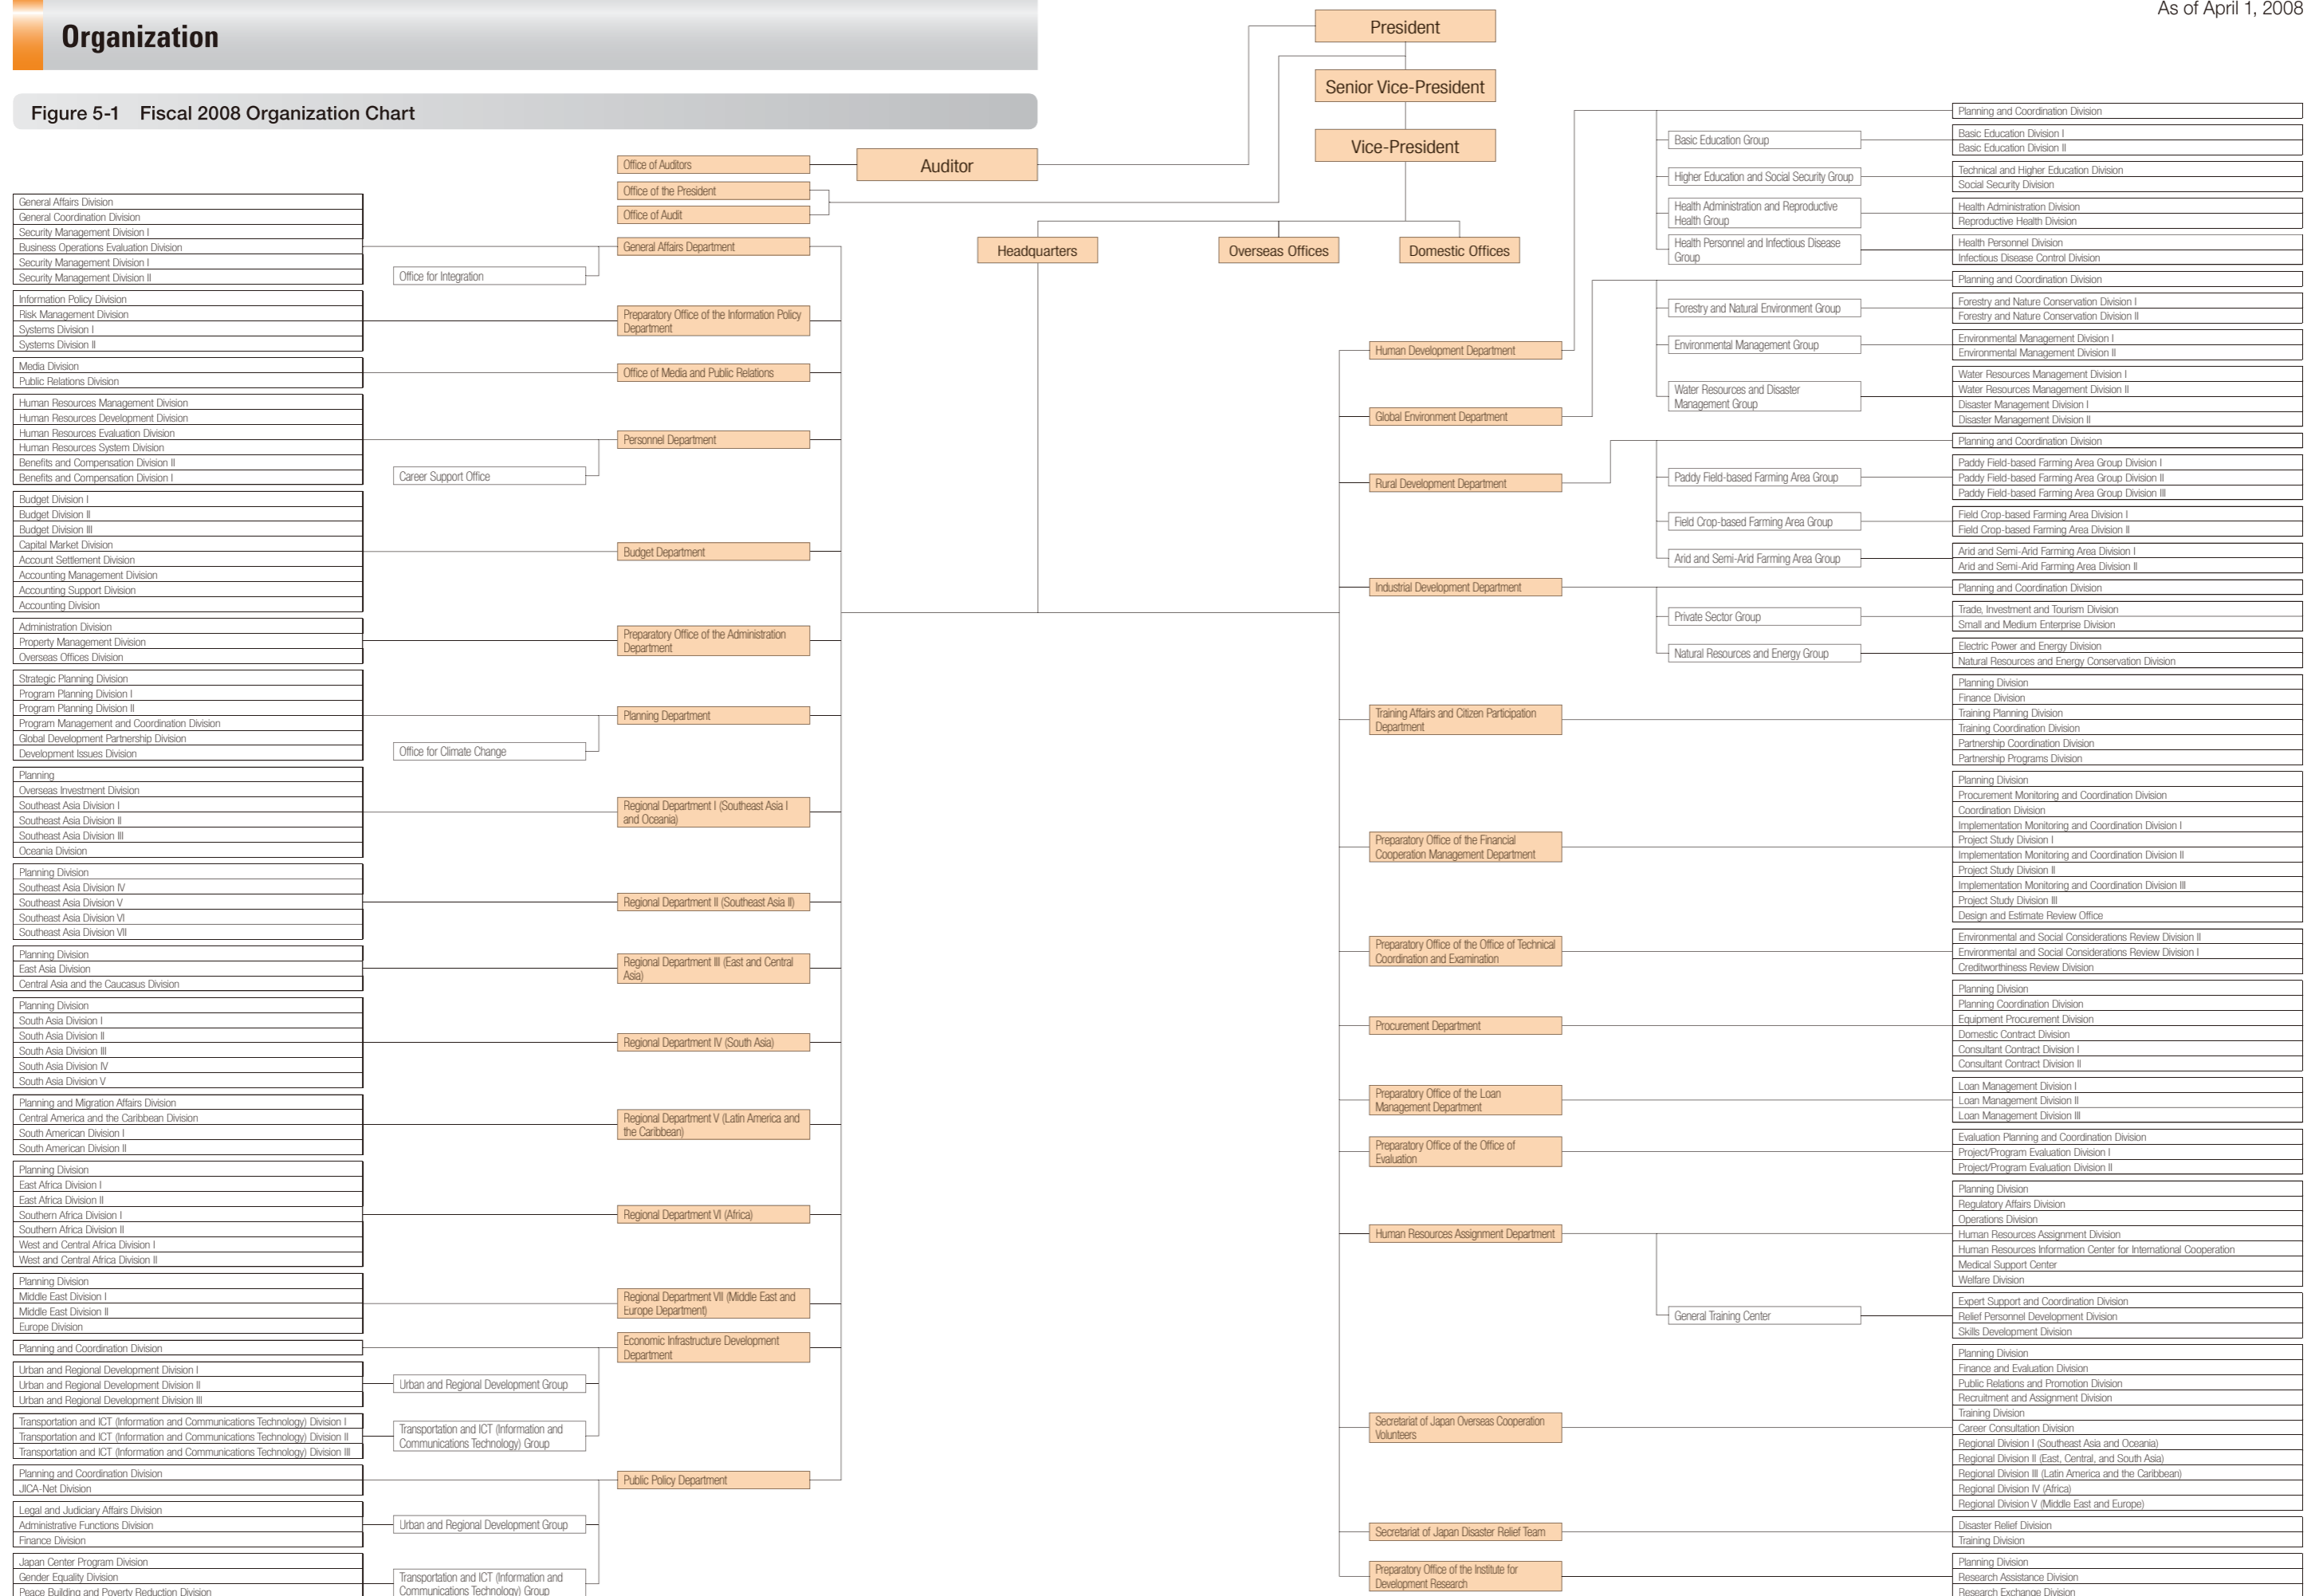 Organization
As of April 1, 2008
Figure 5-1 Fiscal 2008 Organization Chart
President
Senior Vice-President
Vice-President
Auditor
Office of Auditors
Office of the President
Office of Audit
Headquarters
Overseas Offices
Domestic Offices
General Affairs Division
General Coordination Division
Security Management Division I
Business Operations Evaluation Division
Security Management Division I
Security Management Division II
Office for Integration
General Affairs Department
Information Policy Division
Risk Management Division
Systems Division I
Systems Division II
Preparatory Office of the Information Policy
Department
Media Division
Public Relations Division
Office of Media and Public Relations
Human Resources Management Division
Human Resources Development Division
Human Resources Evaluation Division
Human Resources System Division
Benefits and Compensation Division II
Benefits and Compensation Division I
Career Support Office
Personnel Department
Budget Division I
Budget Division II
Budget Division III
Capital Market Division
Account Settlement Division
Accounting Management Division
Accounting Support Division
Accounting Division
Budget Department
Administration Division
Property Management Division
Overseas Offices Division
Preparatory Office of the Administration
Department
Strategic Planning Division
Program Planning Division I
Program Planning Division II
Program Management and Coordination Division
Global Development Partnership Division
Development Issues Division
Office for Climate Change
Planning Department
Planning
Overseas Investment Division
Southeast Asia Division I
Southeast Asia Division II
Southeast Asia Division III
Oceania Division
Regional Department I (Southeast Asia I
and Oceania)
Planning Division
Southeast Asia Division IV
Southeast Asia Division V
Southeast Asia Division VI
Southeast Asia Division VII
Regional Department II (Southeast Asia II)
Planning Division
East Asia Division
Central Asia and the Caucasus Division
Regional Department III (East and Central
Asia)
Planning Division
South Asia Division I
South Asia Division II
South Asia Division III
South Asia Division IV
South Asia Division V
Regional Department IV (South Asia)
Planning and Migration Affairs Division
Central America and the Caribbean Division
South American Division I
South American Division II
Regional Department V (Latin America and
the Caribbean)
Planning Division
East Africa Division I
East Africa Division II
Southern Africa Division I
Southern Africa Division II
West and Central Africa Division I
West and Central Africa Division II
Regional Department VI (Africa)
Planning Division
Middle East Division I
Middle East Division II
Europe Division
Regional Department VII (Middle East and
Europe Department)
Planning and Coordination Division
Economic Infrastructure Development
Department
Urban and Regional Development Division I
Urban and Regional Development Division II
Urban and Regional Development Division III
Urban and Regional Development Group
Transportation and ICT (Information and Communications Technology) Division I
Transportation and ICT (Information and Communications Technology) Division II
Transportation and ICT (Information and Communications Technology) Division III
Transportation and ICT (Information and
Communications Technology) Group
Planning and Coordination Division
JICA-Net Division
Public Policy Department
Legal and Judiciary Affairs Division
Administrative Functions Division
Finance Division
Urban and Regional Development Group
Japan Center Program Division
Gender Equality Division
Peace Building and Poverty Reduction Division
Transportation and ICT (Information and
Communications Technology) Group
Human Development Department
Planning and Coordination Division
Basic Education Group
Basic Education Division I
Basic Education Division II
Higher Education and Social Security Group
Technical and Higher Education Division
Social Security Division
Health Administration and Reproductive
Health Group
Health Administration Division
Reproductive Health Division
Health Personnel and Infectious Disease
Group
Health Personnel Division
Infectious Disease Control Division
Global Environment Department
Planning and Coordination Division
Forestry and Natural Environment Group
Forestry and Nature Conservation Division I
Forestry and Nature Conservation Division II
Environmental Management Group
Environmental Management Division I
Environmental Management Division II
Water Resources and Disaster
Management Group
Water Resources Management Division I
Water Resources Management Division II
Disaster Management Division I
Disaster Management Division II
Rural Development Department
Planning and Coordination Division
Paddy Field-based Farming Area Group
Paddy Field-based Farming Area Group Division I
Paddy Field-based Farming Area Group Division II
Paddy Field-based Farming Area Group Division III
Field Crop-based Farming Area Group
Field Crop-based Farming Area Division I
Field Crop-based Farming Area Division II
Arid and Semi-Arid Farming Area Group
Arid and Semi-Arid Farming Area Division I
Arid and Semi-Arid Farming Area Division II
Industrial Development Department
Planning and Coordination Division
Private Sector Group
Trade, Investment and Tourism Division
Small and Medium Enterprise Division
Natural Resources and Energy Group
Electric Power and Energy Division
Natural Resources and Energy Conservation Division
Training Affairs and Citizen Participation
Department
Planning Division
Finance Division
Training Planning Division
Training Coordination Division
Partnership Coordination Division
Partnership Programs Division
Preparatory Office of the Financial
Cooperation Management Department
Planning Division
Procurement Monitoring and Coordination Division
Coordination Division
Implementation Monitoring and Coordination Division I
Project Study Division I
Implementation Monitoring and Coordination Division II
Project Study Division II
Implementation Monitoring and Coordination Division III
Project Study Division III
Design and Estimate Review Office
Preparatory Office of the Office of Technical
Coordination and Examination
Environmental and Social Considerations Review Division II
Environmental and Social Considerations Review Division I
Creditworthiness Review Division
Procurement Department
Planning Division
Planning Coordination Division
Equipment Procurement Division
Domestic Contract Division
Consultant Contract Division I
Consultant Contract Division II
Preparatory Office of the Loan
Management Department
Loan Management Division I
Loan Management Division II
Loan Management Division III
Preparatory Office of the Office of
Evaluation
Evaluation Planning and Coordination Division
Project/Program Evaluation Division I
Project/Program Evaluation Division II
Human Resources Assignment Department
Planning Division
Regulatory Affairs Division
Operations Division
Human Resources Assignment Division
Human Resources Information Center for International Cooperation
Medical Support Center
Welfare Division
General Training Center
Expert Support and Coordination Division
Relief Personnel Development Division
Skills Development Division
Secretariat of Japan Overseas Cooperation
Volunteers
Planning Division
Finance and Evaluation Division
Public Relations and Promotion Division
Recruitment and Assignment Division
Training Division
Career Consultation Division
Regional Division I (Southeast Asia and Oceania)
Regional Division II (East, Central, and South Asia)
Regional Division III (Latin America and the Caribbean)
Regional Division IV (Africa)
Regional Division V (Middle East and Europe)
Secretariat of Japan Disaster Relief Team
Disaster Relief Division
Training Division
Preparatory Office of the Institute for
Development Research
Planning Division
Research Assistance Division
Research Exchange Division